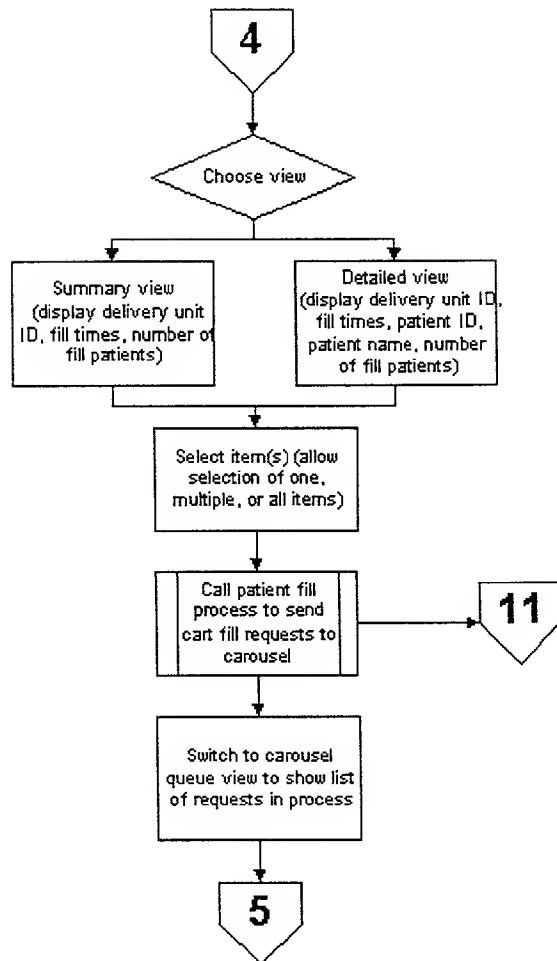 4
Choose view
Summary view
(display delivery unit
ID, fill times, number of
fill patients)
Detailed view
(display delivery unit ID,
fill times, patient ID,
patient name, number
of fill patients)
Select item(s) (allow
selection of one,
multiple, or all items)
Call patient fill
process to send
cart fill requests to
carousel
11
Switch to carousel
queue view to show list
of requests in process
5